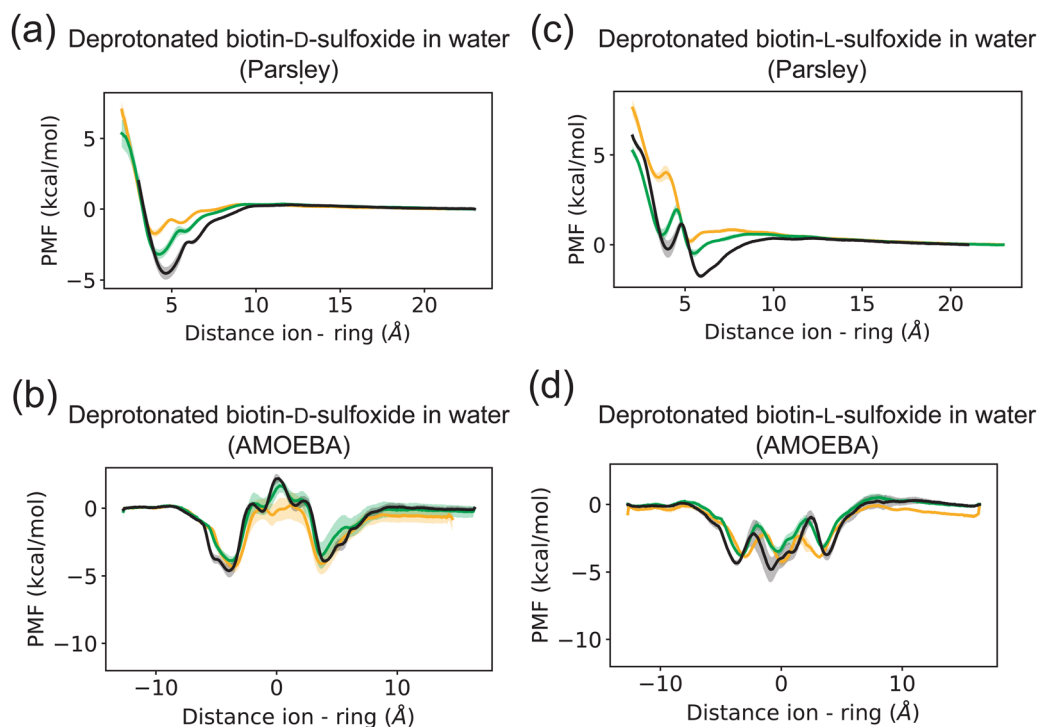 (a)
Deprotonated biotin-D-sulfoxide in water
(Parsley)
PMF (kcal/mol)
5
0
−5
5
10
15
20
Distance ion - ring (Å)
(c)
Deprotonated biotin-L-sulfoxide in water
(Parsley)
PMF (kcal/mol)
5
0
5
10
15
20
Distance ion - ring (Å)
(b)
Deprotonated biotin-D-sulfoxide in water
(AMOEBA)
PMF (kcal/mol)
0
−5
−10
−10
0
10
Distance ion - ring (Å)
(d)
Deprotonated biotin-L-sulfoxide in water
(AMOEBA)
PMF (kcal/mol)
0
−5
−10
−10
0
10
Distance ion - ring (Å)